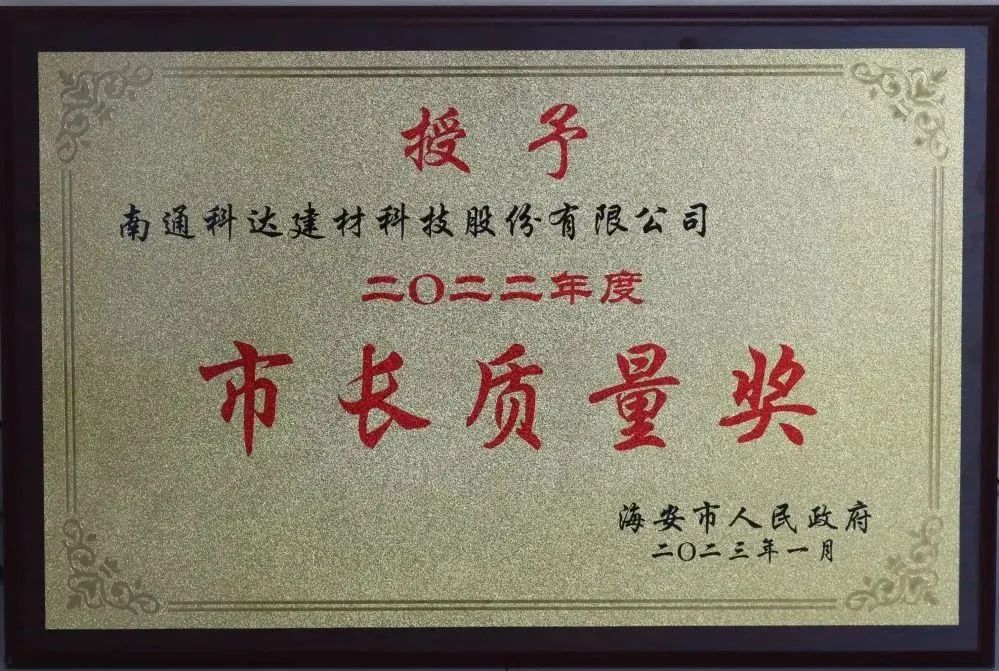 授予
南通科达建材科技股份有限公司
二〇二二年度
市长质量奖
海安市人民政府
二〇二三年一月